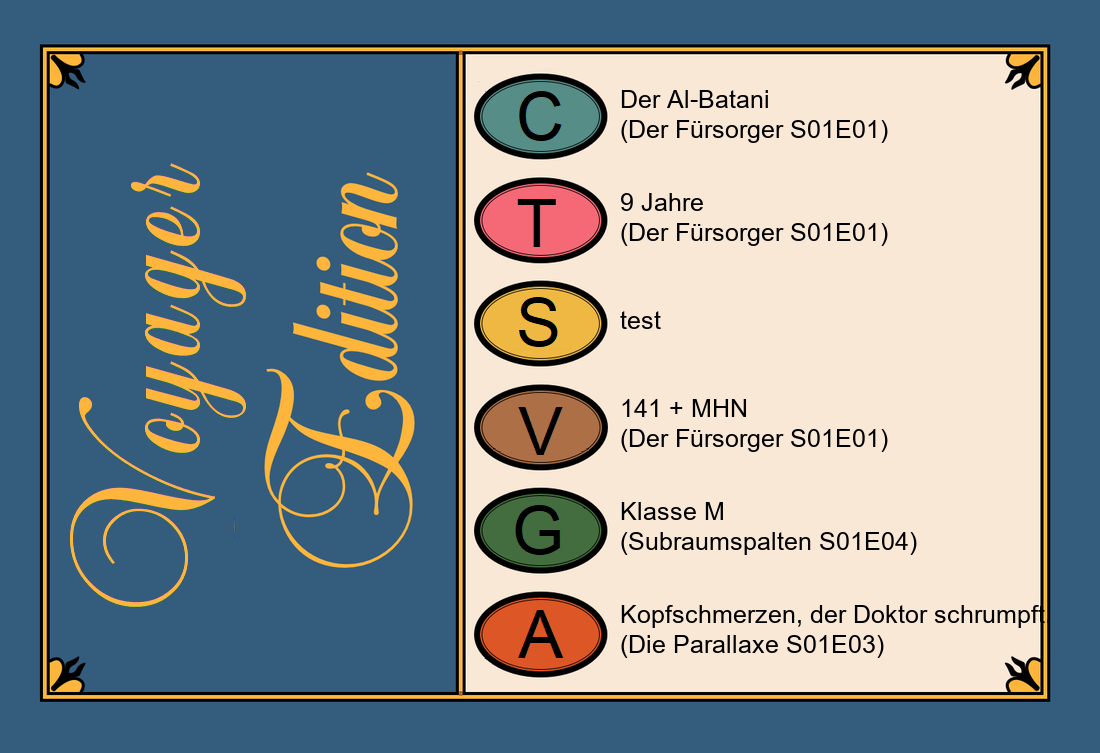 Voyager
Edition
C
Der Al-Batani
(Der Fürsorger S01E01)
T
9 Jahre
(Der Fürsorger S01E01)
S
test
V
141 + MHN
(Der Fürsorger S01E01)
G
Klasse M
(Subraumspalten S01E04)
A
Kopfschmerzen, der Doktor schrumpft
(Die Parallaxe S01E03)